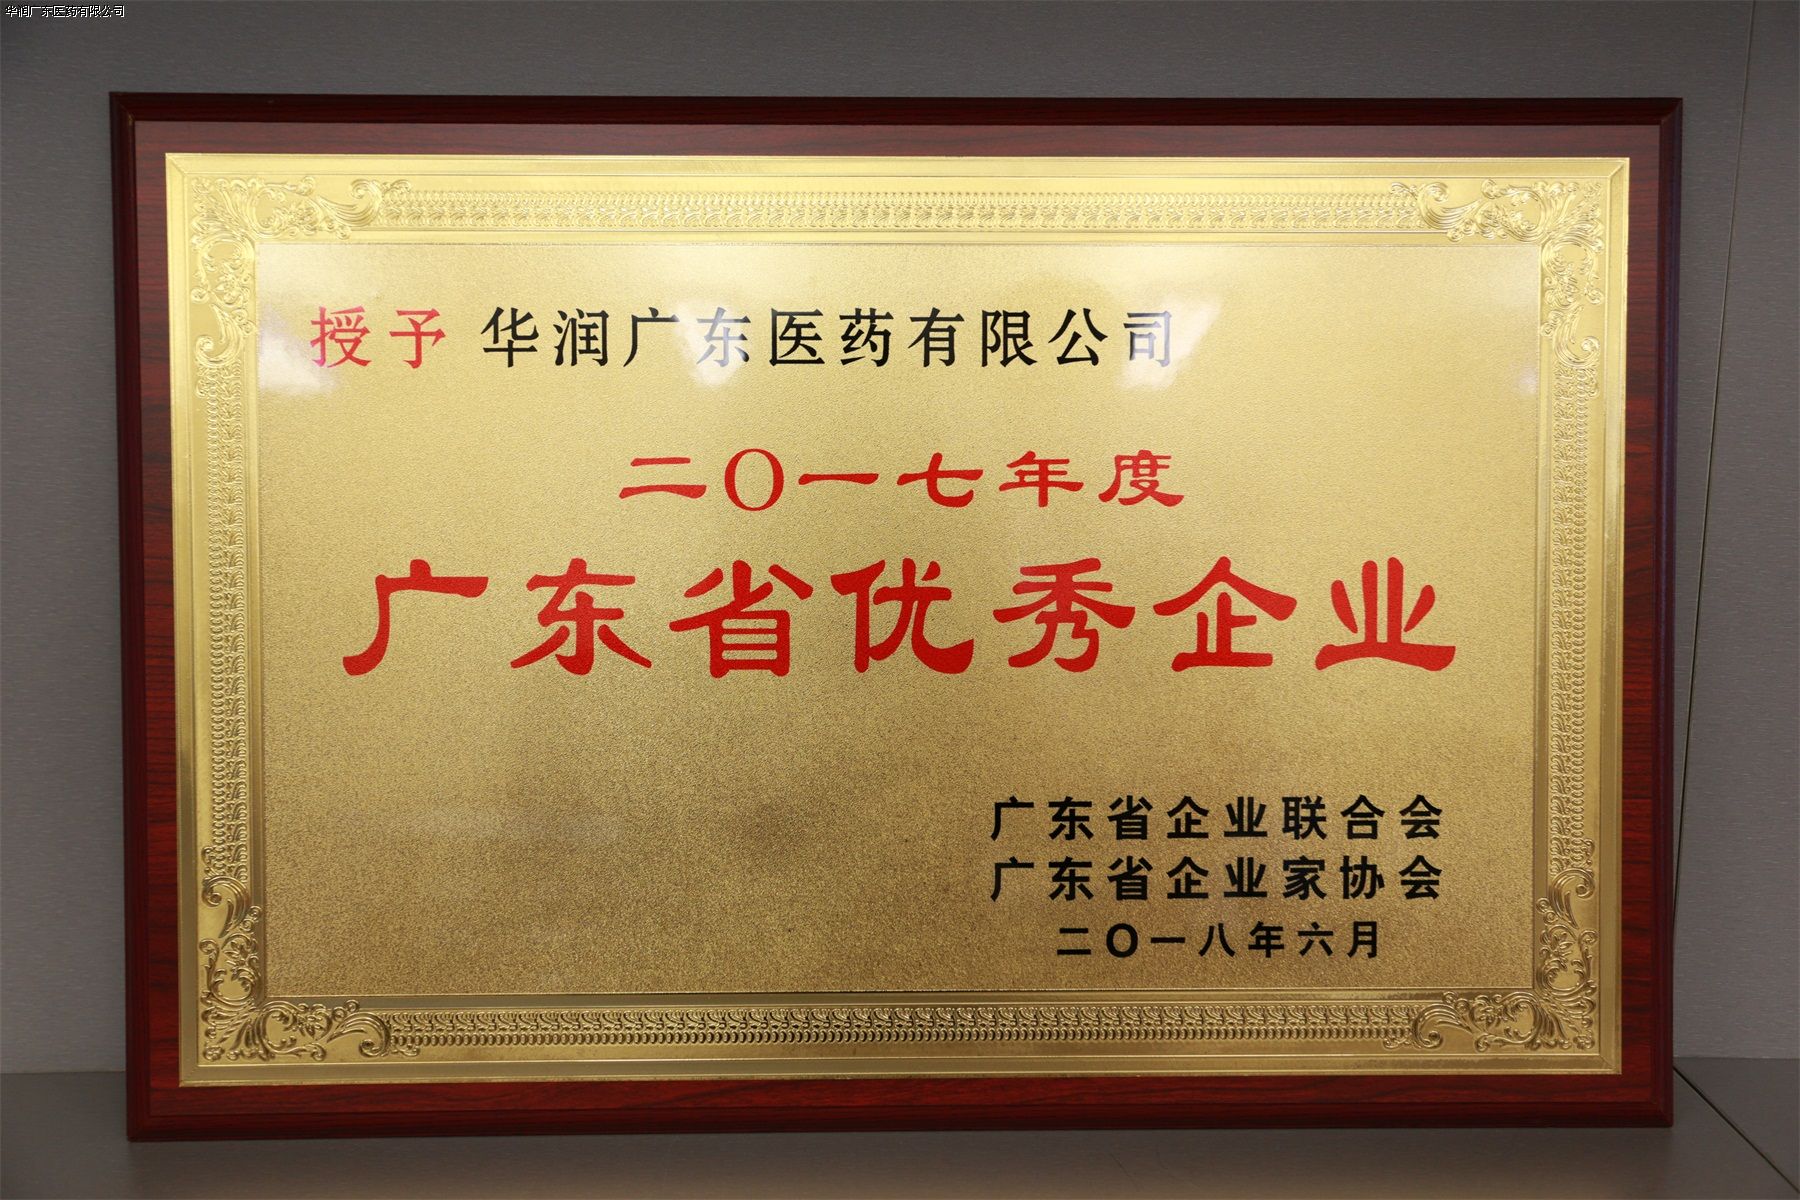 华润广东医药有限公司
授予 华润广东医药有限公司
二〇一七年度
广东省优秀企业
广东省企业联合会
广东省企业家协会
二〇一八年六月